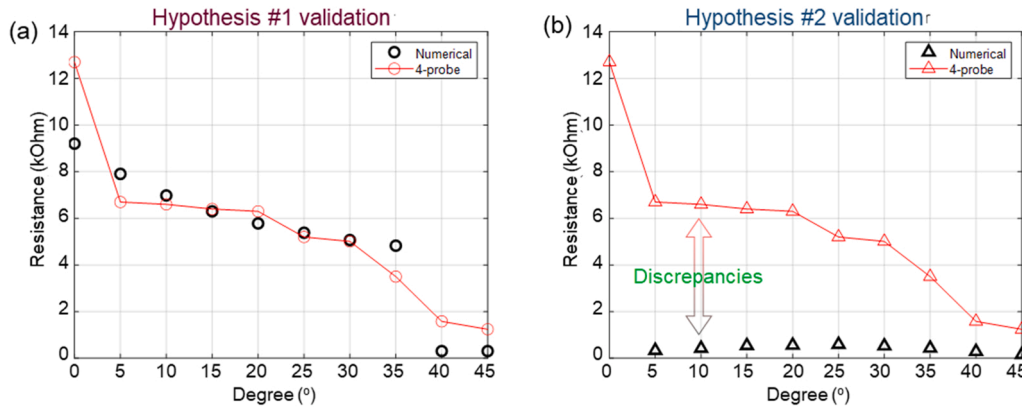 Hypothesis #1 validation
(a)
14
12
10
8
6
4
2
0
Resistance (kOhm)
Numerical
4-probe
0 5 10 15 20 25 30 35 40 45
Degree (º)
Hypothesis #2 validation
(b)
14
12
10
8
6
4
2
0
Resistance (kOhm)
Numerical
4-probe
Discrepancies
0 5 10 15 20 25 30 35 40 45
Degree (º)